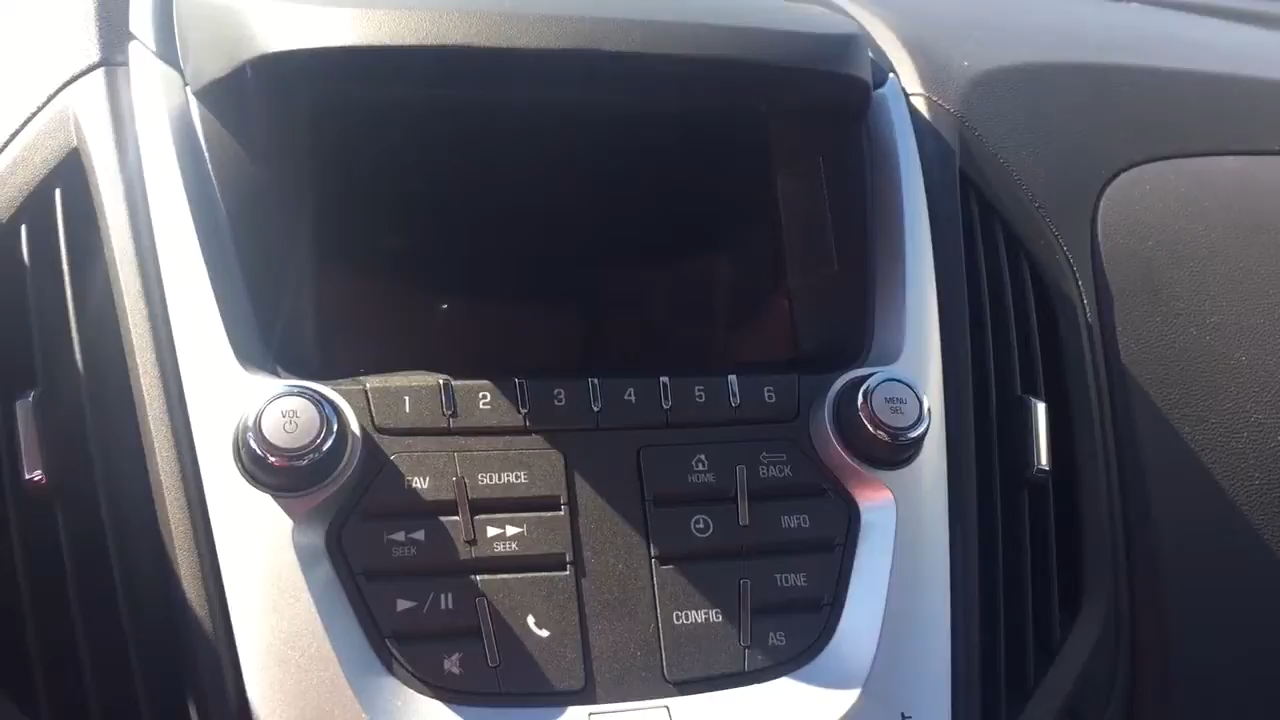 1 2 3 4 5 6
VOL
MENU
SEL
FAV SOURCE
HOME BACK
SEEK SEEK
INFO
TONE
CONFIG
AS